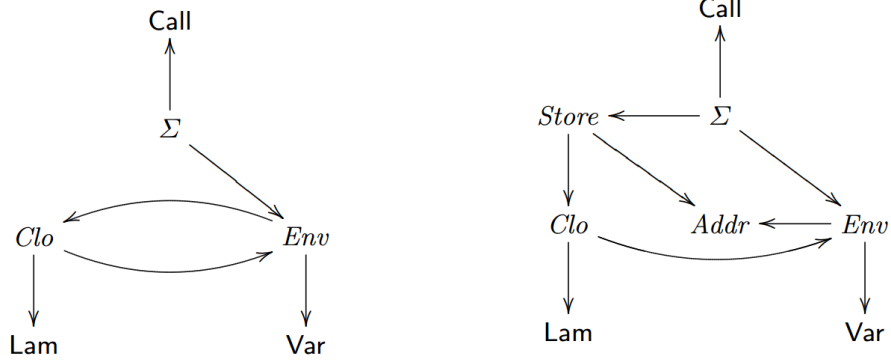 Call
Σ
Clo
Env
Lam
Var
Call
Store
Σ
Clo
Addr
Env
Lam
Var